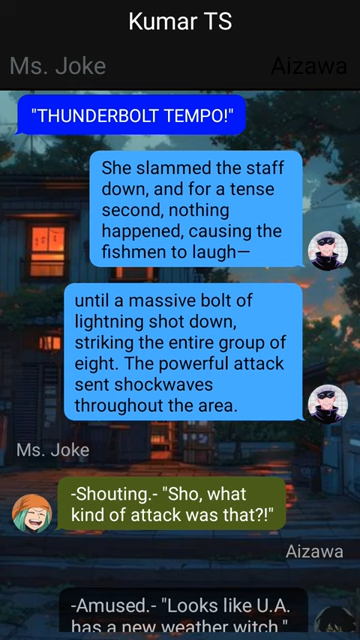 Kumar TS
Ms. Joke
Aizawa
"THUNDERBOLT TEMPO!"
She slammed the staff
down, and for a tense
second, nothing
happened, causing the
fishmen to laugh—
until a massive bolt of
lightning shot down,
striking the entire group of
eight. The powerful attack
sent shockwaves
throughout the area.
Ms. Joke
-Shouting.- "Sho, what
kind of attack was that?!"
Aizawa
-Amused.- "Looks like U.A.
has a new weather witch."